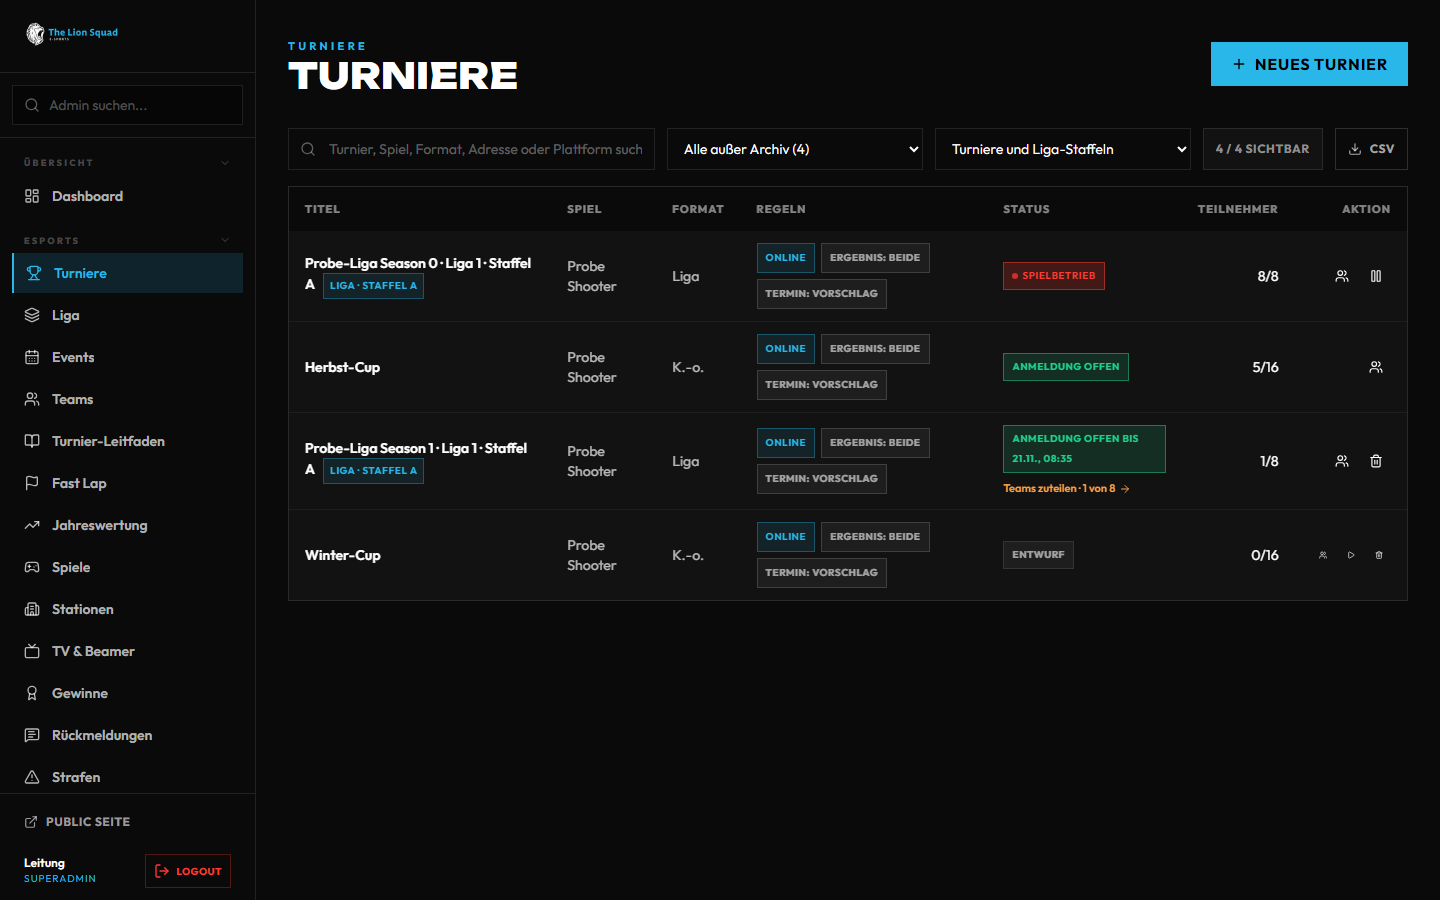 The Lion Squad
E-SPORTS
Admin suchen...
ÜBERSICHT
Dashboard
ESPORTS
Turniere
Liga
Events
Teams
Turnier-Leitfaden
Fast Lap
Jahreswertung
Spiele
Stationen
TV & Beamer
Gewinne
Rückmeldungen
Strafen
PUBLIC SEITE
Leitung
SUPERADMIN
LOGOUT
TURNIERE
TURNIERE
+ NEUES TURNIER
Turnier, Spiel, Format, Adresse oder Plattform such
Alle außer Archiv (4)
Turniere und Liga-Staffeln
4 / 4 SICHTBAR
CSV
TITEL SPIEL FORMAT REGELN STATUS TEILNEHMER AKTION
Probe-Liga Season 0 · Liga 1 · Staffel
A LIGA · STAFFEL A
Probe
Shooter
Liga
ONLINE ERGEBNIS: BEIDE
TERMIN: VORSCHLAG
SPIELBETRIEB
8/8
Herbst-Cup
Probe
Shooter
K.-o.
ONLINE ERGEBNIS: BEIDE
TERMIN: VORSCHLAG
ANMELDUNG OFFEN
5/16
Probe-Liga Season 1 · Liga 1 · Staffel
A LIGA · STAFFEL A
Probe
Shooter
Liga
ONLINE ERGEBNIS: BEIDE
TERMIN: VORSCHLAG
ANMELDUNG OFFEN BIS
21.11., 08:35
Teams zuteilen · 1 von 8 →
1/8
Winter-Cup
Probe
Shooter
K.-o.
ONLINE ERGEBNIS: BEIDE
TERMIN: VORSCHLAG
ENTWURF
0/16